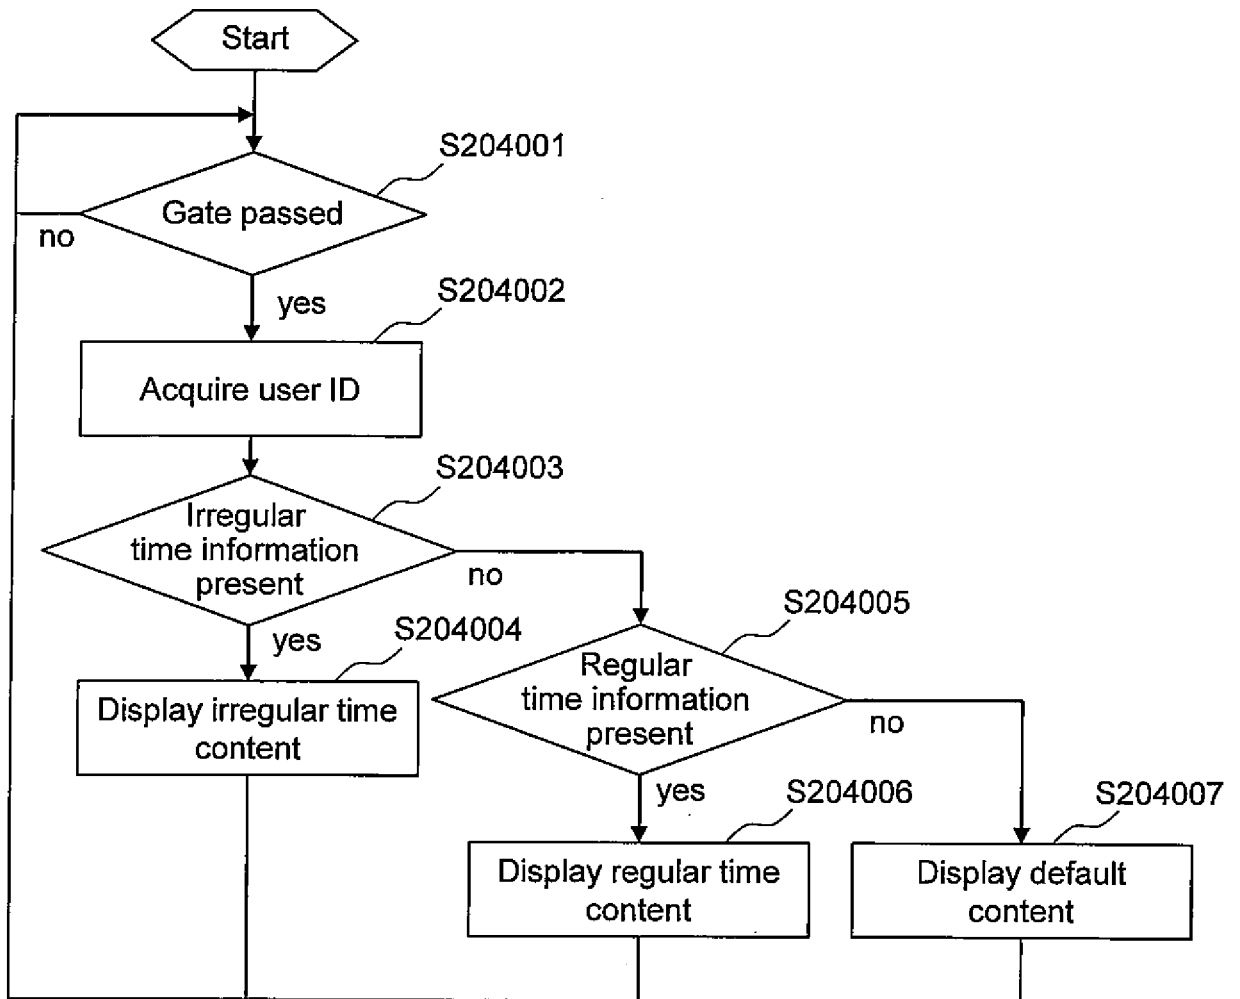 Start
S204001
Gate passed
no
yes
S204002
Acquire user ID
S204003
Irregular
time information
present
no
yes
S204004
Display irregular time
content
S204005
Regular
time information
present
no
yes
S204006
Display regular time
content
S204007
Display default
content